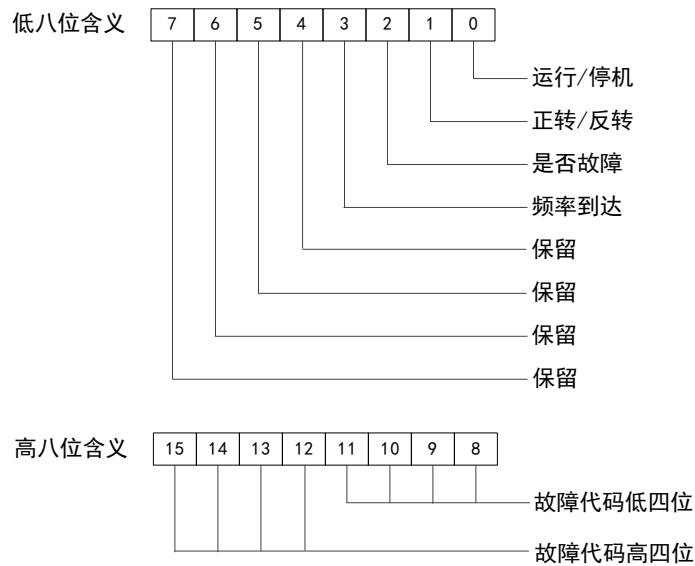 低八位含义 7 6 5 4 3 2 1 0
运行/停机
正转/反转
是否故障
频率到达
保留
保留
保留
保留
高八位含义 15 14 13 12 11 10 9 8
故障代码低四位
故障代码高四位